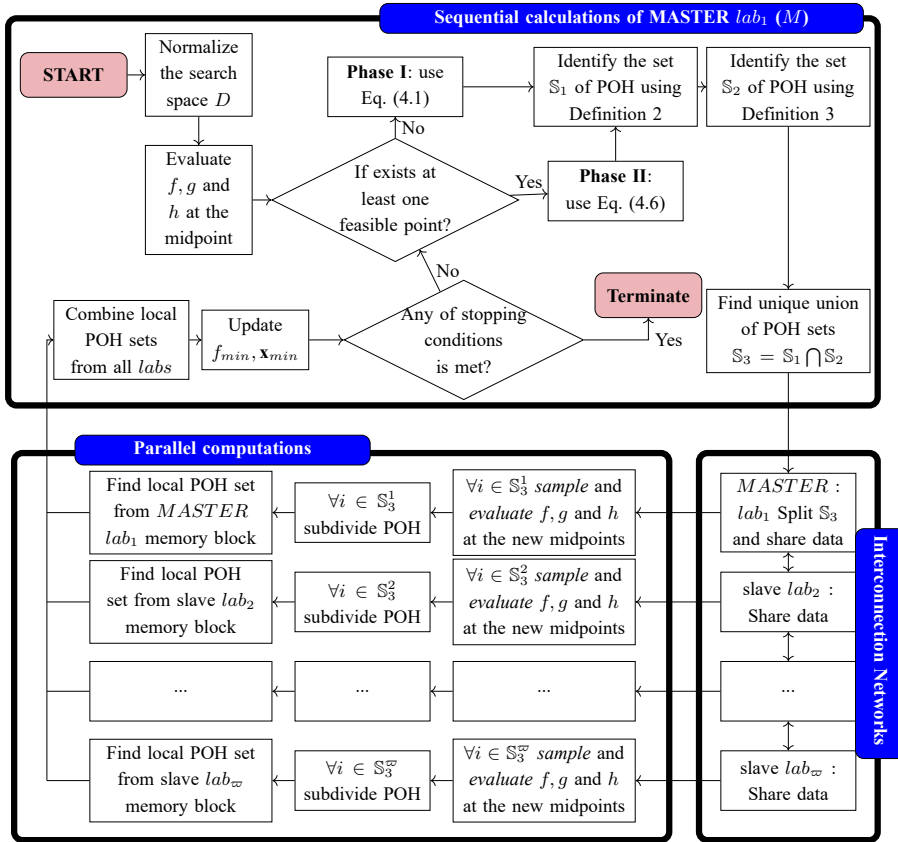 Sequential calculations of MASTER lab₁ (M)
START
Normalize
the search
space D
Evaluate
f, g and
h at the
midpoint
Phase I: use
Eq. (4.1)
No
If exists at
least one
feasible point?
Yes
Phase II:
use Eq. (4.6)
Identify the set
𝕊₁ of POH using
Definition 2
Identify the set
𝕊₂ of POH using
Definition 3
Find unique union
of POH sets
𝕊₃ = 𝕊₁ ⋂ 𝕊₂
Combine local
POH sets
from all labs
Update
f_{min}, x_{min}
No
Any of stopping
conditions
is met?
Terminate
Yes
Parallel computations
Find local POH set
from MASTER
lab₁ memory block
∀i ∈ 𝕊₃¹
subdivide POH
∀i ∈ 𝕊₃¹ sample and
evaluate f, g and h
at the new midpoints
MASTER :
lab₁ Split 𝕊₃
and share data
Find local POH
set from slave lab₂
memory block
∀i ∈ 𝕊₃²
subdivide POH
∀i ∈ 𝕊₃² sample and
evaluate f, g and h
at the new midpoints
slave lab₂ :
Share data
...
...
...
...
Find local POH set
from slave lab_ϖ
memory block
∀i ∈ 𝕊₃^ϖ
subdivide POH
∀i ∈ 𝕊₃^ϖ sample and
evaluate f, g and h
at the new midpoints
slave lab_ϖ :
Share data
Interconnection Networks